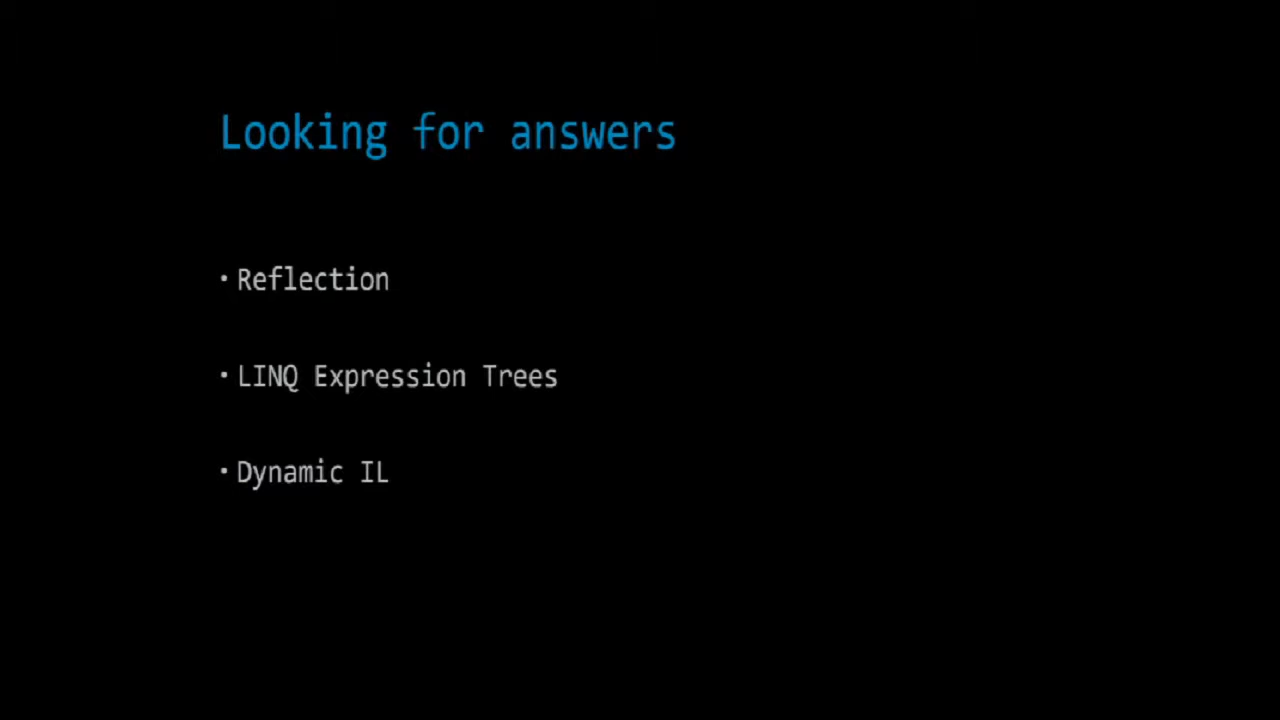 Looking for answers
• Reflection
• LINQ Expression Trees
• Dynamic IL